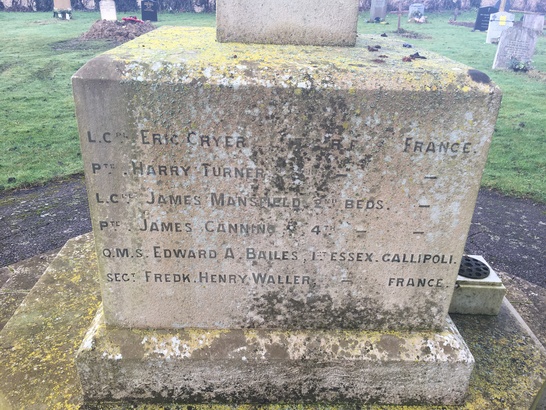 L.CPL ERIC CRYER R.E. FRANCE.
PTE. HARRY TURNER — —
L.CPL JAMES MANSFIELD, 2ND BEDS. —
PTE. JAMES CANNING 4TH — —
Q.M.S. EDWARD A. BAILES, 1ST ESSEX, GALLIPOLI.
SEGT FREDK. HENRY WALLER — FRANCE.